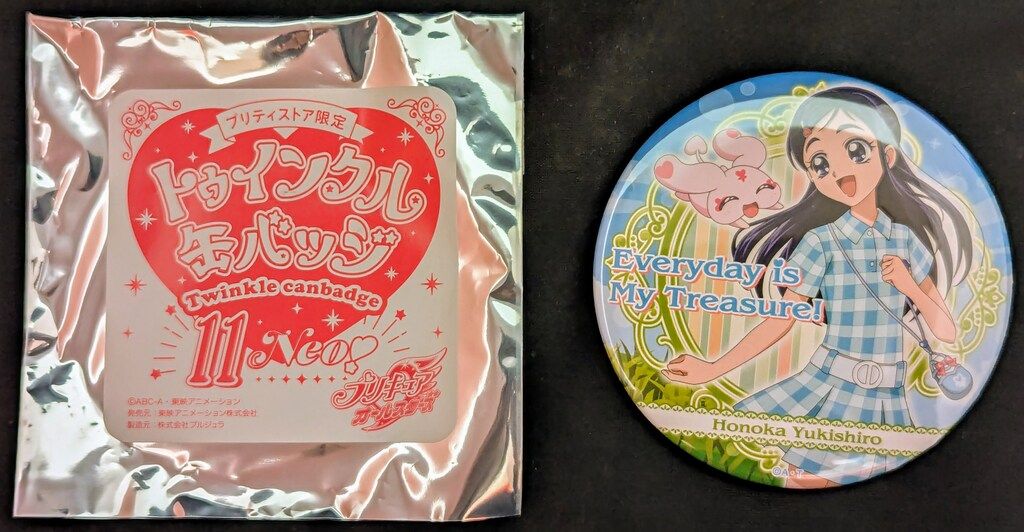 プリティストア限定
トゥインクル
缶バッジ
Twinkle canbadge
11 Neo
プリキュア
オールスターズ
©ABC-A・東映アニメーション
発売元：東映アニメーション株式会社
製造元：株式会社プルジュラ
Everyday is
My Treasure!
Honoka Yukishiro
©A・T